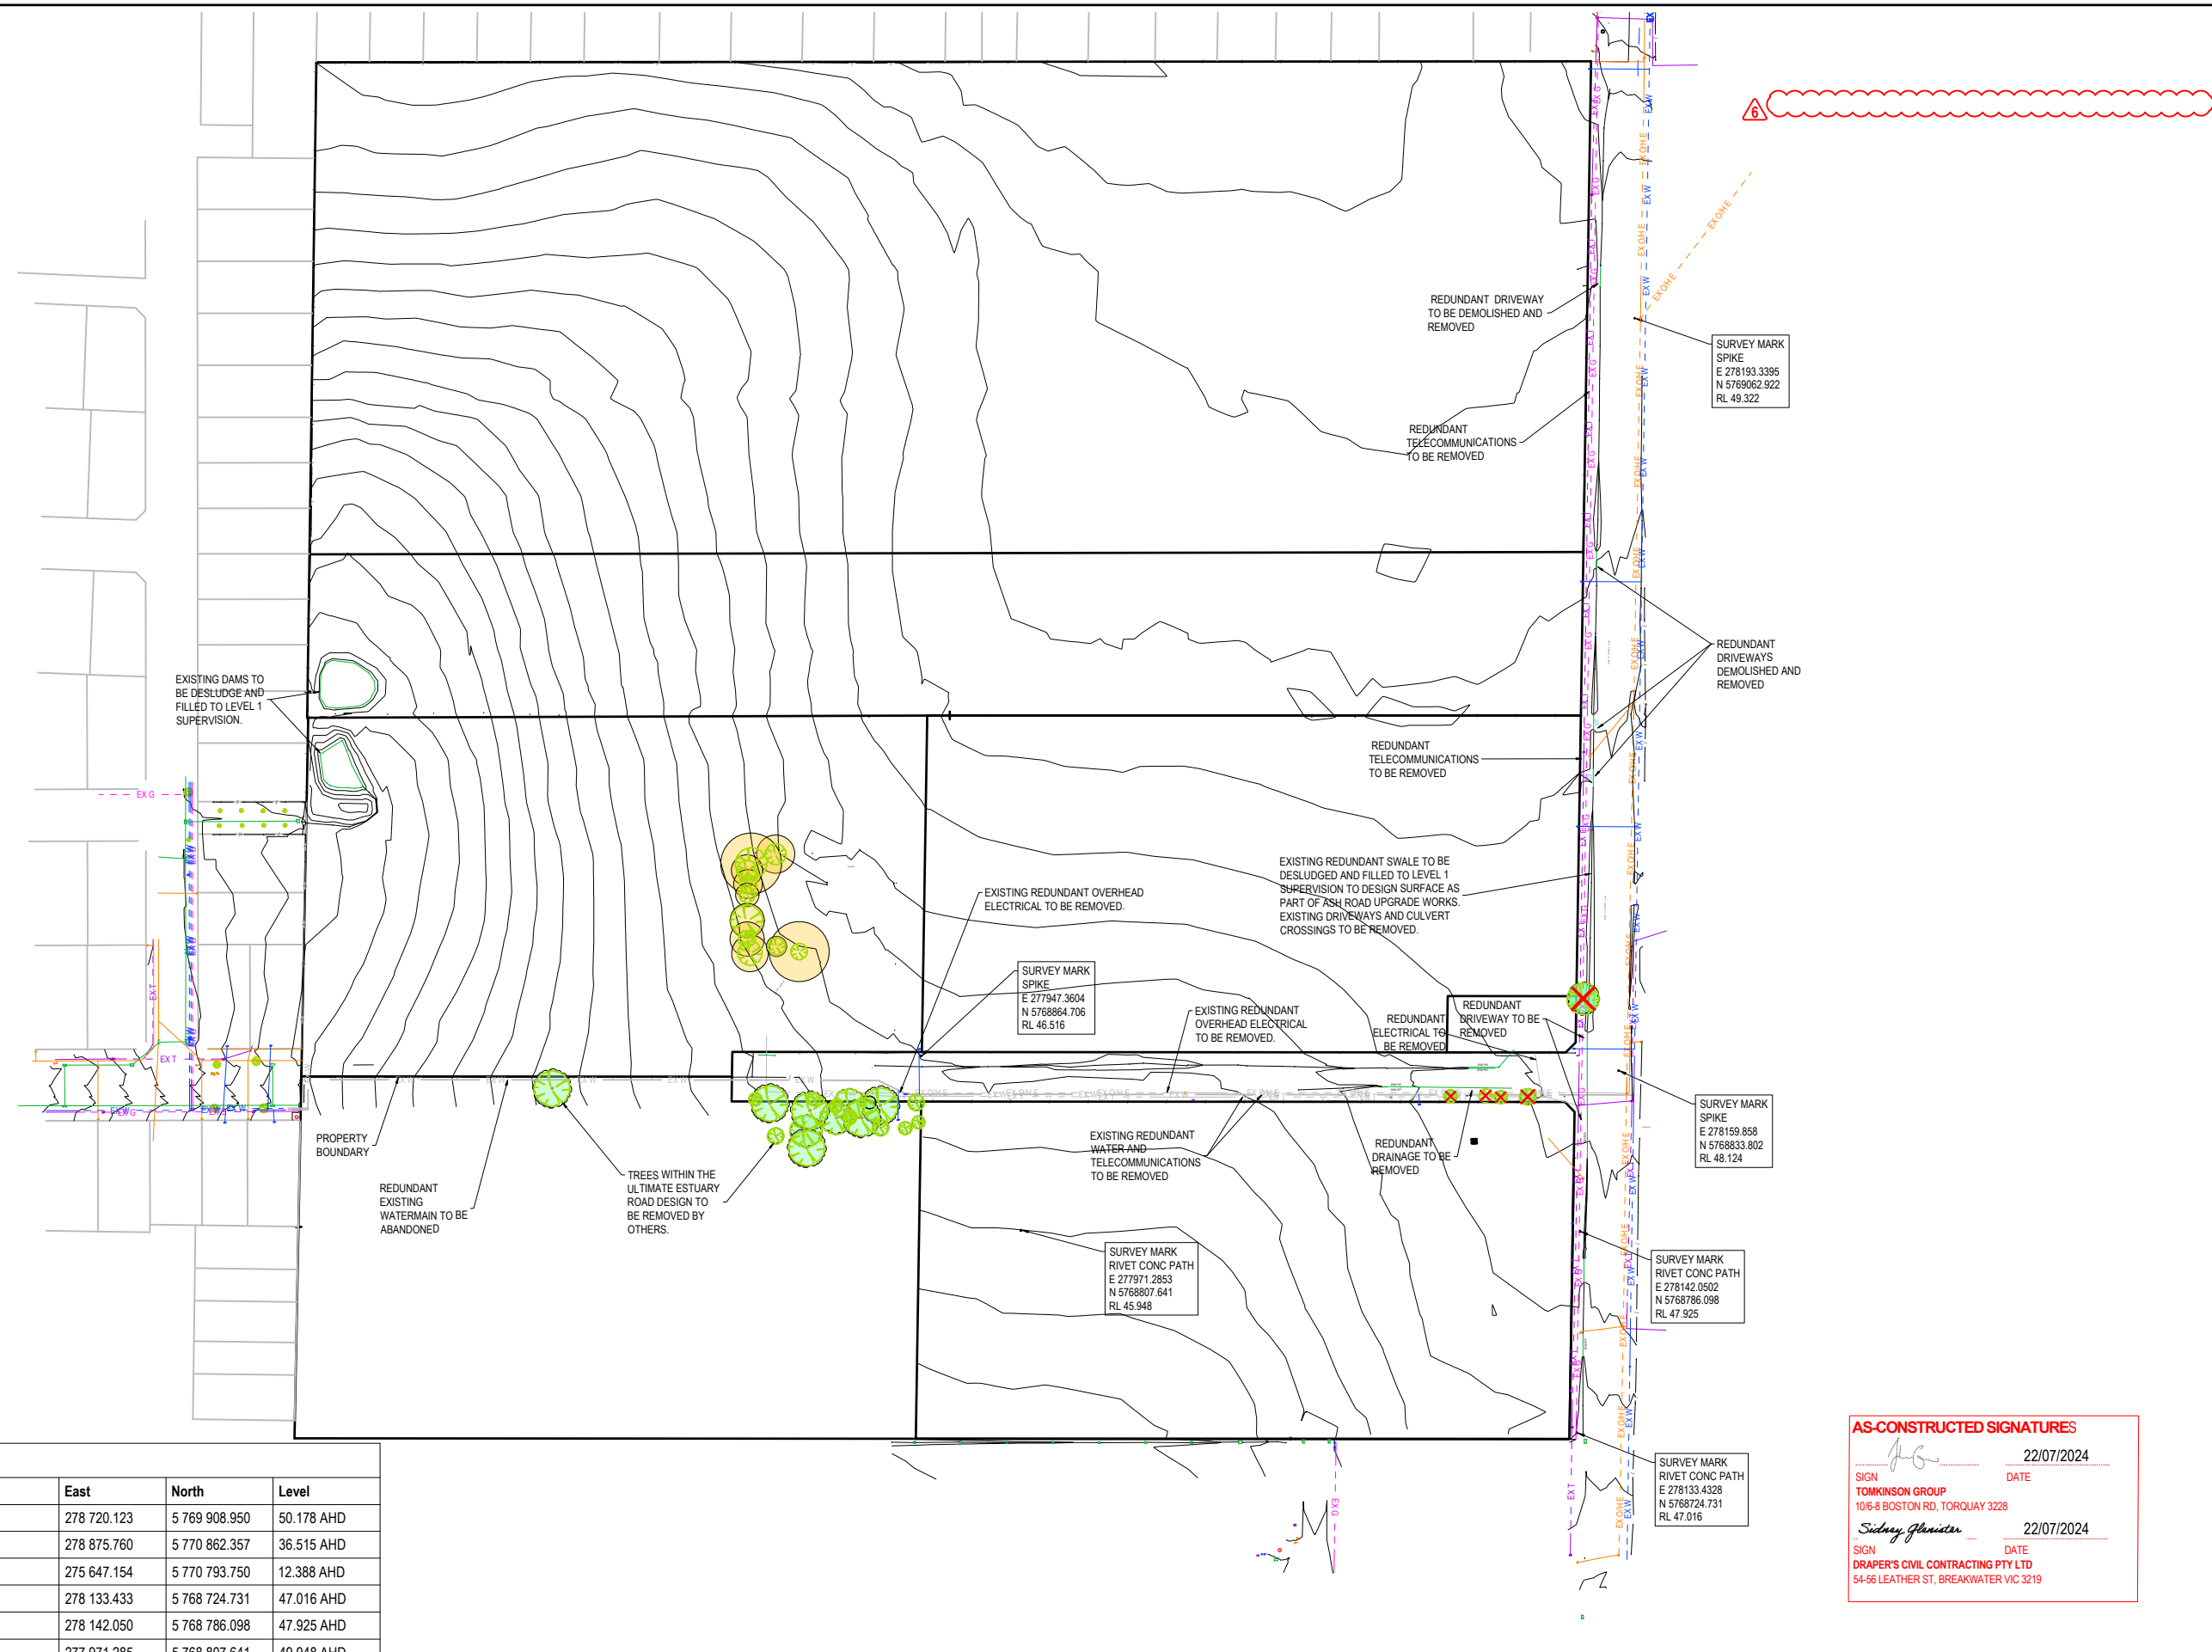 6
REDUNDANT DRIVEWAY
TO BE DEMOLISHED AND
REMOVED
SURVEY MARK
SPIKE
E 278193.3395
N 5769062.922
RL 49.322
REDUNDANT
TELECOMMUNICATIONS
TO BE REMOVED
REDUNDANT
DRIVEWAYS
DEMOLISHED AND
REMOVED
EXISTING DAMS TO
BE DESLUDGE AND
FILLED TO LEVEL 1
SUPERVISION.
REDUNDANT
TELECOMMUNICATIONS
TO BE REMOVED
EX G
EXISTING REDUNDANT SWALE TO BE
DESLUDGED AND FILLED TO LEVEL 1
SUPERVISION TO DESIGN SURFACE AS
PART OF ASH ROAD UPGRADE WORKS.
EXISTING DRIVEWAYS AND CULVERT
CROSSINGS TO BE REMOVED.
EXISTING REDUNDANT OVERHEAD
ELECTRICAL TO BE REMOVED.
SURVEY MARK
SPIKE
E 277947.3604
N 5768864.706
RL 46.516
EXISTING REDUNDANT
OVERHEAD ELECTRICAL
TO BE REMOVED.
REDUNDANT
ELECTRICAL TO
BE REMOVED
REDUNDANT
DRIVEWAY TO BE
REMOVED
EX T
SURVEY MARK
SPIKE
E 278159.858
N 5768833.802
RL 48.124
PROPERTY
BOUNDARY
REDUNDANT
EXISTING
WATERMAIN TO BE
ABANDONED
TREES WITHIN THE
ULTIMATE ESTUARY
ROAD DESIGN TO
BE REMOVED BY
OTHERS.
EXISTING REDUNDANT
WATER AND
TELECOMMUNICATIONS
TO BE REMOVED
REDUNDANT
DRAINAGE TO BE
REMOVED
SURVEY MARK
RIVET CONC PATH
E 277971.2853
N 5768807.641
RL 45.948
SURVEY MARK
RIVET CONC PATH
E 278142.0502
N 5768786.098
RL 47.925
SURVEY MARK
RIVET CONC PATH
E 278133.4328
N 5768724.731
RL 47.016
East North Level
278 720.123 5 769 908.950 50.178 AHD
278 875.760 5 770 862.357 36.515 AHD
275 647.154 5 770 793.750 12.388 AHD
278 133.433 5 768 724.731 47.016 AHD
278 142.050 5 768 786.098 47.925 AHD
277 971.285 5 768 807.641 49.948 AHD
AS-CONSTRUCTED SIGNATURES
22/07/2024
SIGN DATE
TOMKINSON GROUP
10/6-8 BOSTON RD, TORQUAY 3228
Sidney Glenister 22/07/2024
SIGN DATE
DRAPER'S CIVIL CONTRACTING PTY LTD
54-56 LEATHER ST, BREAKWATER VIC 3219